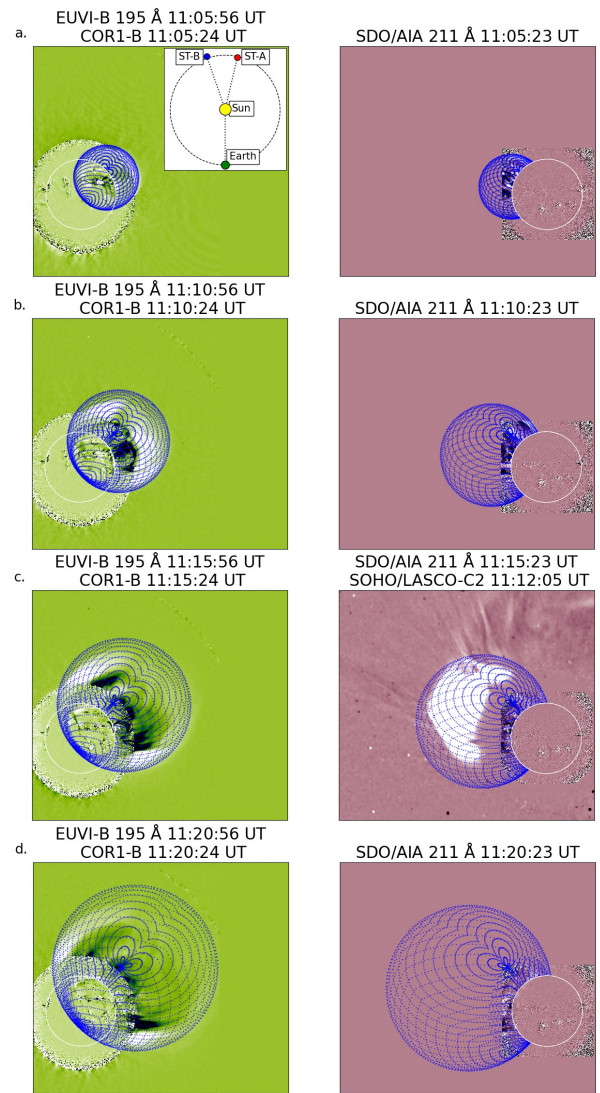 a.
EUVI-B 195 Å 11:05:56 UT
COR1-B 11:05:24 UT
ST-B
ST-A
Sun
Earth
SDO/AIA 211 Å 11:05:23 UT
b.
EUVI-B 195 Å 11:10:56 UT
COR1-B 11:10:24 UT
SDO/AIA 211 Å 11:10:23 UT
c.
EUVI-B 195 Å 11:15:56 UT
COR1-B 11:15:24 UT
SDO/AIA 211 Å 11:15:23 UT
SOHO/LASCO-C2 11:12:05 UT
d.
EUVI-B 195 Å 11:20:56 UT
COR1-B 11:20:24 UT
SDO/AIA 211 Å 11:20:23 UT